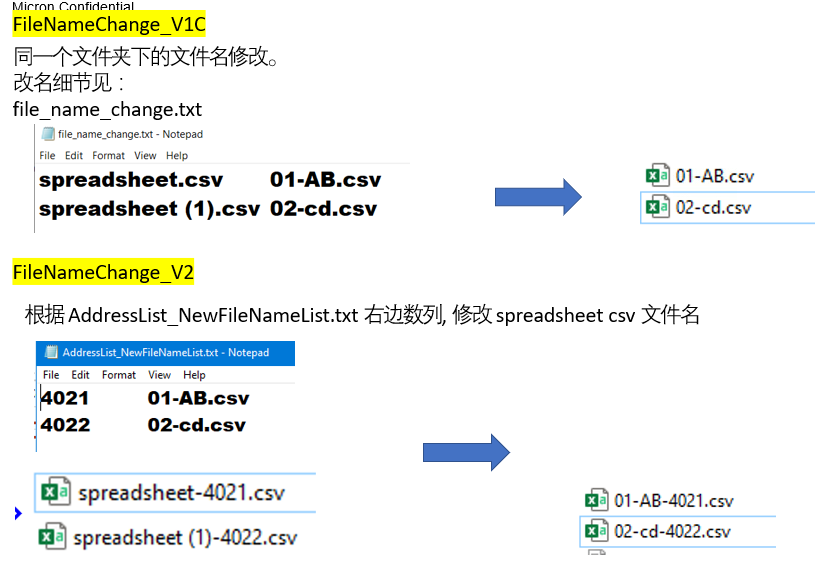 Micron Confidential
FileNameChange_V1C
同一个文件夹下的文件名修改。
改名细节见：
file_name_change.txt
file_name_change.txt - Notepad
File Edit Format View Help
spreadsheet.csv 01-AB.csv
spreadsheet (1).csv 02-cd.csv
01-AB.csv
02-cd.csv
FileNameChange_V2
根据 AddressList_NewFileNameList.txt 右边数列, 修改 spreadsheet csv 文件名
AddressList_NewFileNameList.txt - Notepad
File Edit Format View Help
4021 01-AB.csv
4022 02-cd.csv
spreadsheet-4021.csv
spreadsheet (1)-4022.csv
01-AB-4021.csv
02-cd-4022.csv